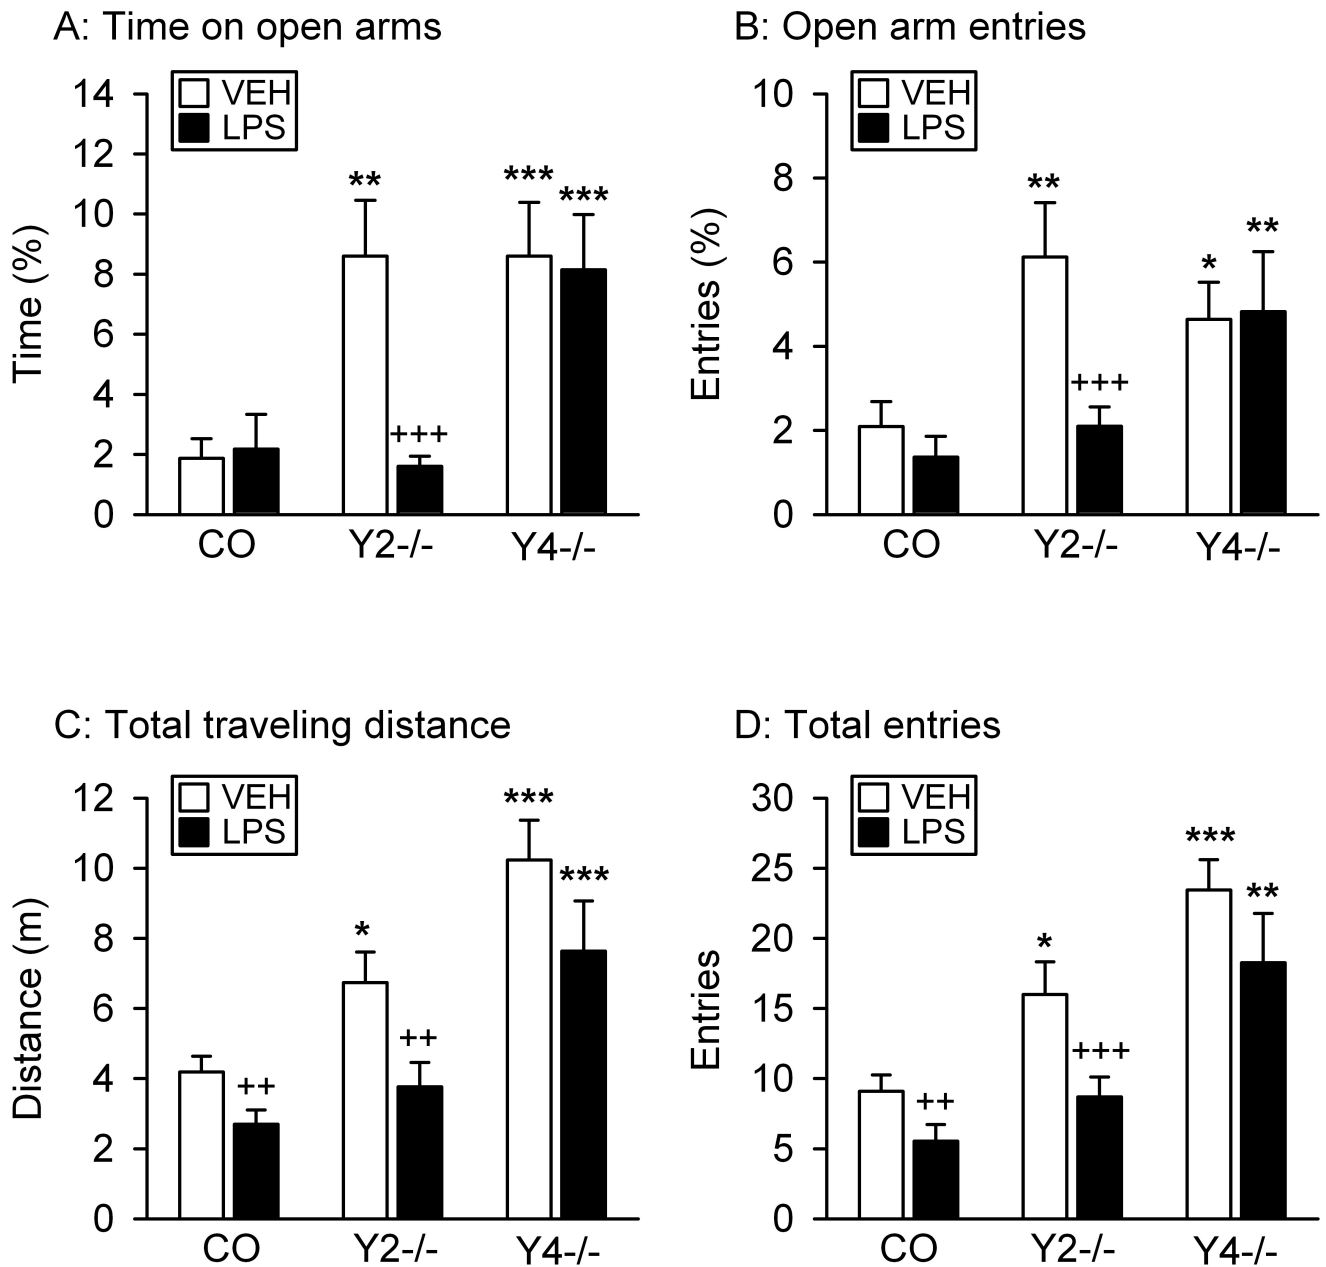 A: Time on open arms
VEH
LPS
Time (%)
14
12
10
8
6
4
2
0
**
+++
***
***
CO
Y2-/-
Y4-/-
B: Open arm entries
VEH
LPS
Entries (%)
10
8
6
4
2
0
**
+++
*
**
CO
Y2-/-
Y4-/-
C: Total traveling distance
VEH
LPS
Distance (m)
12
10
8
6
4
2
0
++
*
++
***
***
CO
Y2-/-
Y4-/-
D: Total entries
VEH
LPS
Entries
30
25
20
15
10
5
0
++
*
+++
***
**
CO
Y2-/-
Y4-/-